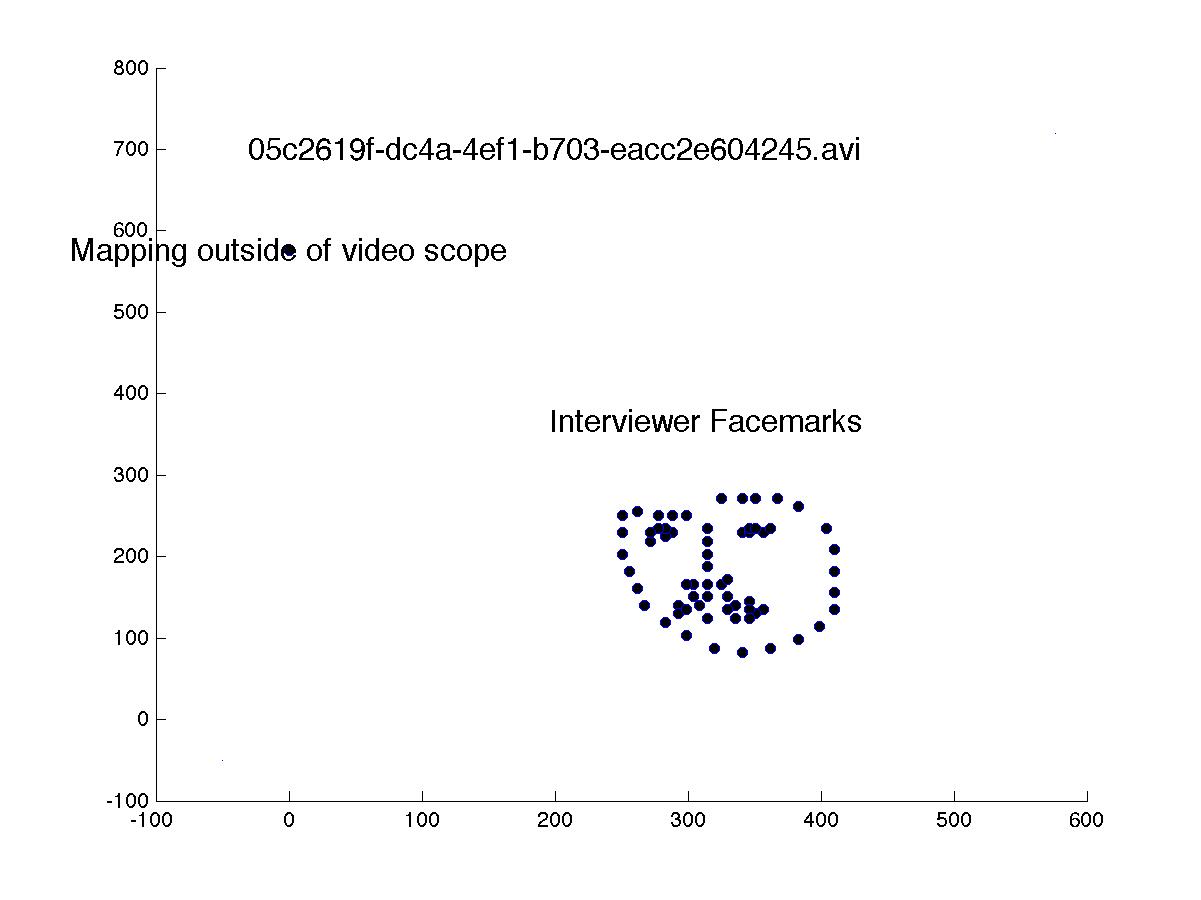 800
05c2619f-dc4a-4ef1-b703-eacc2e604245.avi
700
600
Mapping outside of video scope
500
400
Interviewer Facemarks
300
200
100
0
-100
-100 0 100 200 300 400 500 600